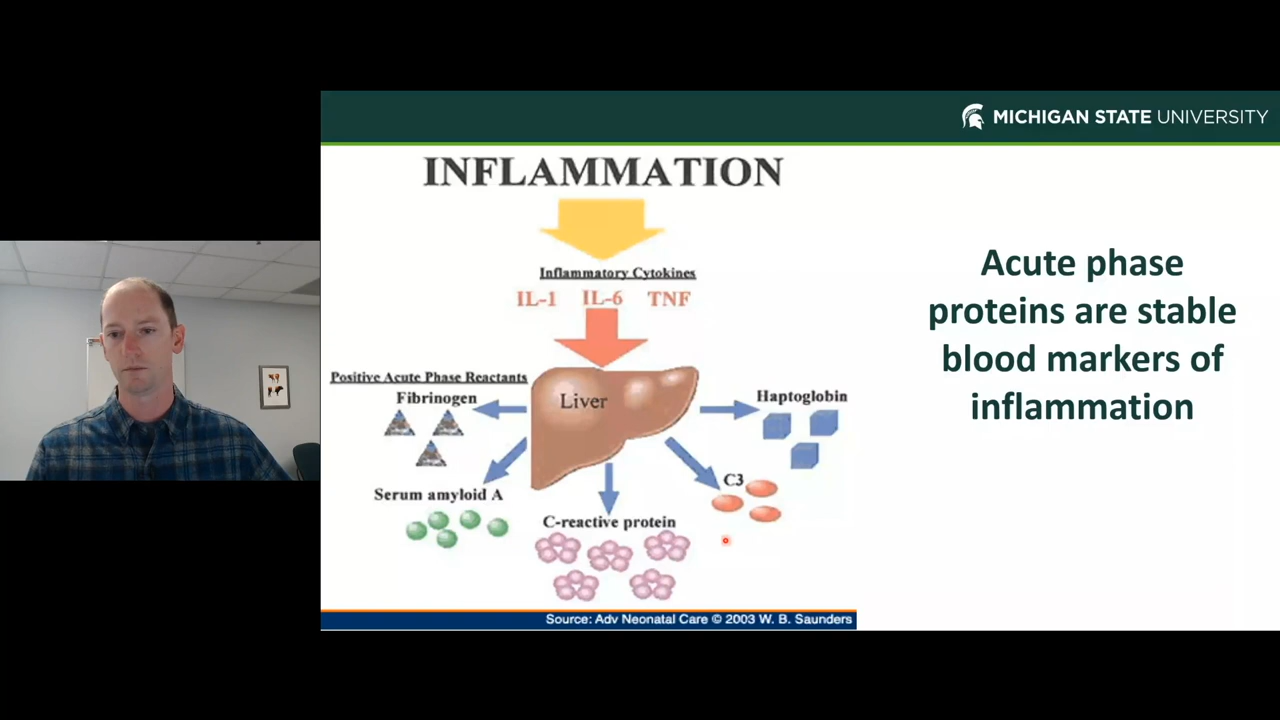 MICHIGAN STATE UNIVERSITY
INFLAMMATION
Inflammatory Cytokines
IL-1 IL-6 TNF
Positive Acute Phase Reactants
Fibrinogen
Liver
Haptoglobin
Serum amyloid A
C3
C-reactive protein
Source: Adv Neonatal Care © 2003 W. B. Saunders
Acute phase
proteins are stable
blood markers of
inflammation